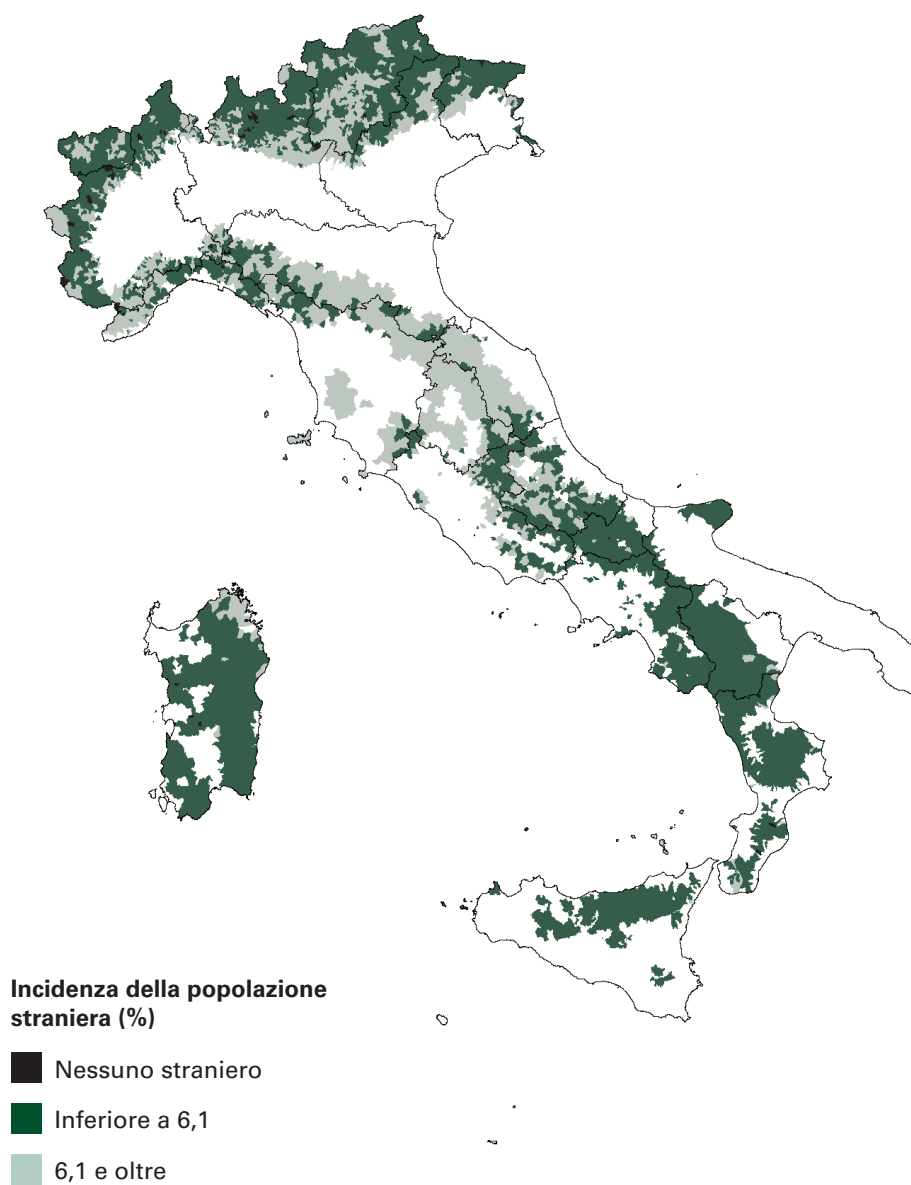 Incidenza della popolazione
straniera (%)
Nessuno straniero
Inferiore a 6,1
6,1 e oltre